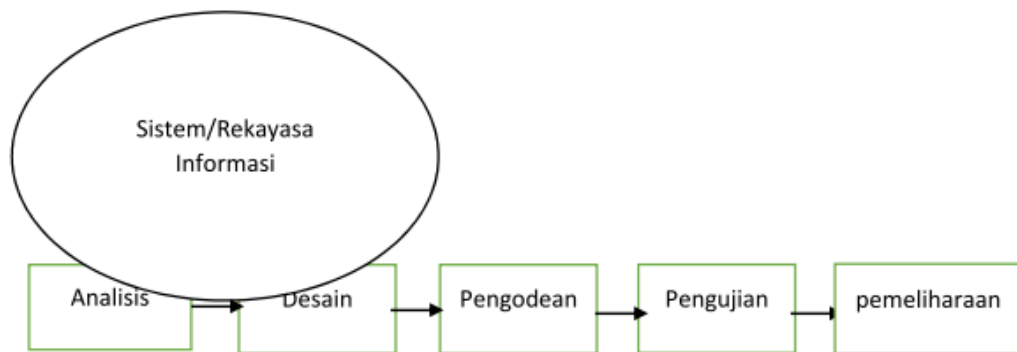 Sistem/Rekayasa
Informasi
Analisis
Desain
Pengodean
Pengujian
pemeliharaan